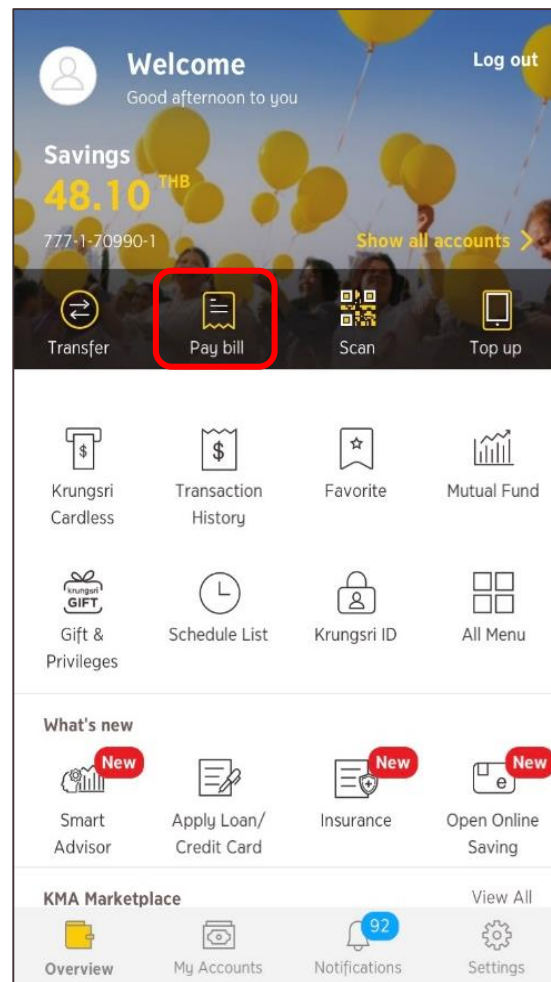 Welcome
Log out
Good afternoon to you
Savings
48.10 THB
777-1-70990-1
Show all accounts
Transfer
Pay bill
Scan
Top up
$
$
Krungsri
Cardless
Transaction
History
Favorite
Mutual Fund
krungsri
GIFT
Gift &
Privileges
Schedule List
Krungsri ID
All Menu
What's new
New
New
New
e
Smart
Advisor
Apply Loan/
Credit Card
Insurance
Open Online
Saving
KMA Marketplace
View All
92
Overview
My Accounts
Notifications
Settings